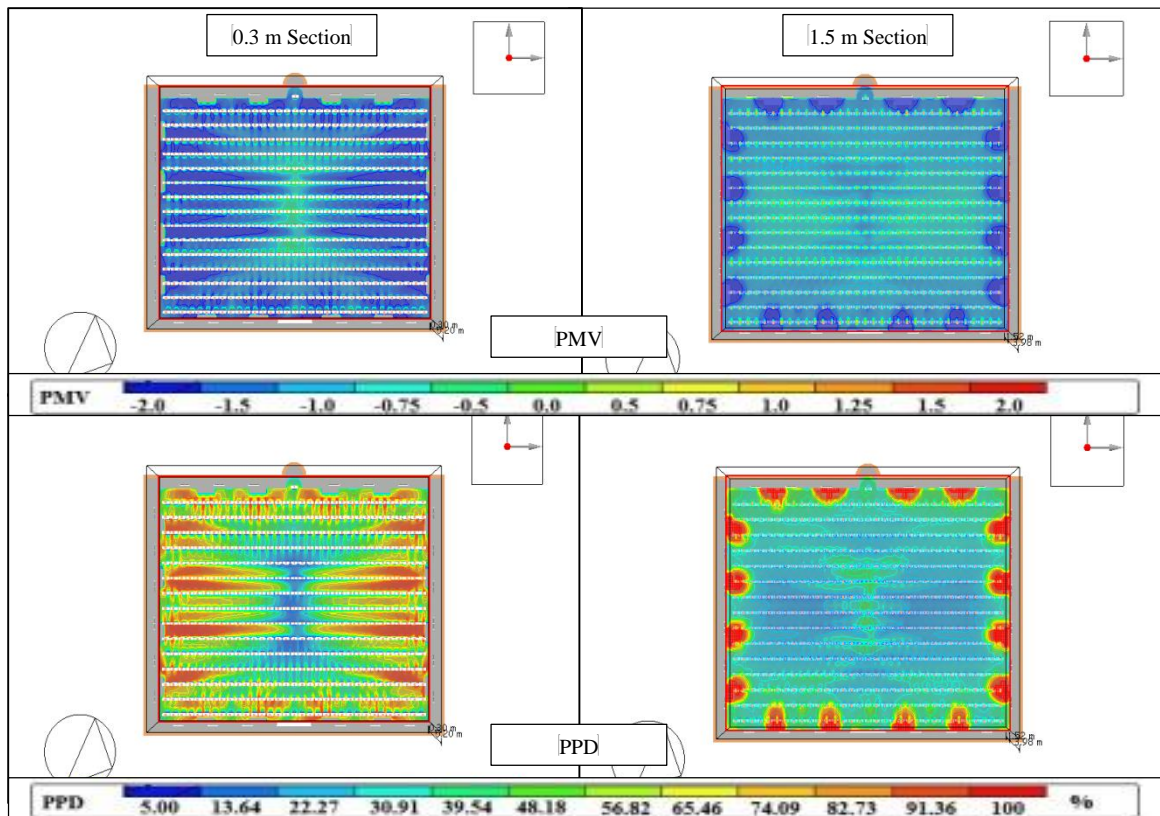 0.3 m Section
1.5 m Section
PMV
PMV -2.0 -1.5 -1.0 -0.75 -0.5 0.0 0.5 0.75 1.0 1.25 1.5 2.0
PPD
PPD 5.00 13.64 22.27 30.91 39.54 48.18 56.82 65.46 74.09 82.73 91.36 100 %